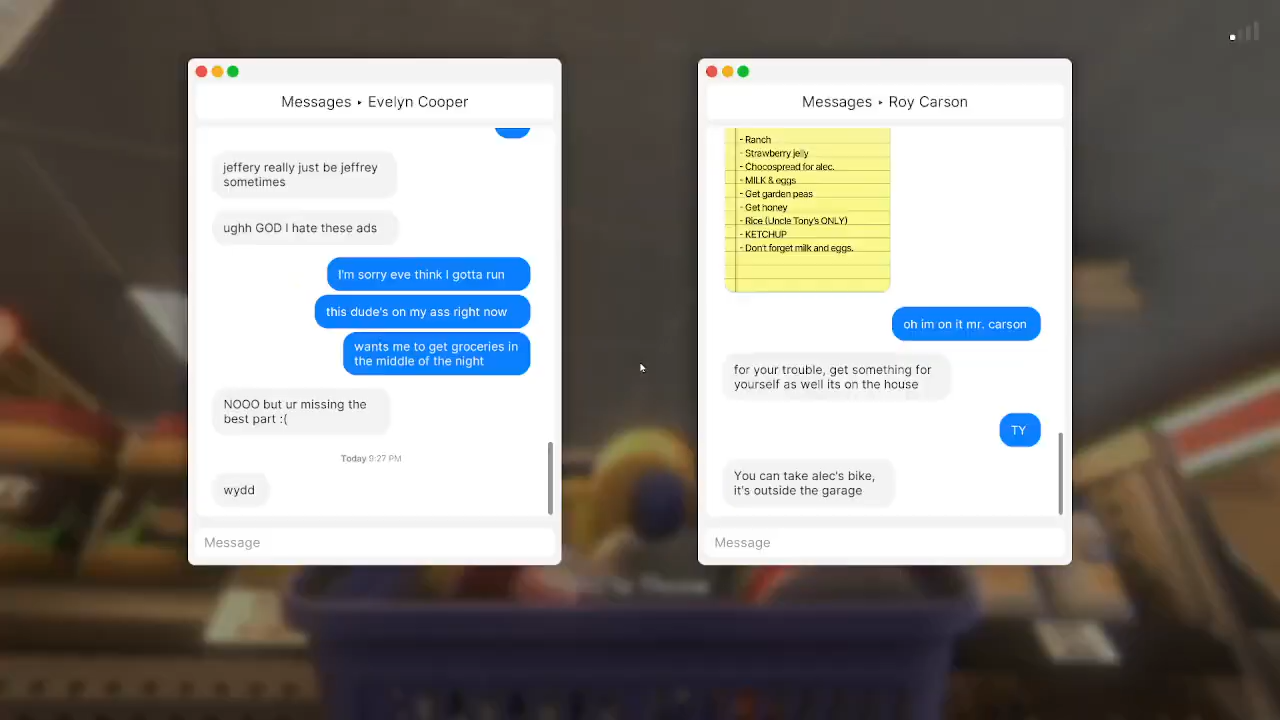 Messages ▸ Evelyn Cooper
jeffery really just be jeffrey
sometimes
ughh GOD I hate these ads
I'm sorry eve think I gotta run
this dude's on my ass right now
wants me to get groceries in
the middle of the night
NOOO but ur missing the
best part :(
Today 9:27 PM
wydd
Message
Messages ▸ Roy Carson
- Ranch
- Strawberry jelly
- Chocospread for alec.
- MILK & eggs
- Get garden peas
- Get honey
- Rice (Uncle Tony's ONLY)
- KETCHUP
- Don't forget milk and eggs.
oh im on it mr. carson
for your trouble, get something for
yourself as well its on the house
TY
You can take alec's bike,
it's outside the garage
Message